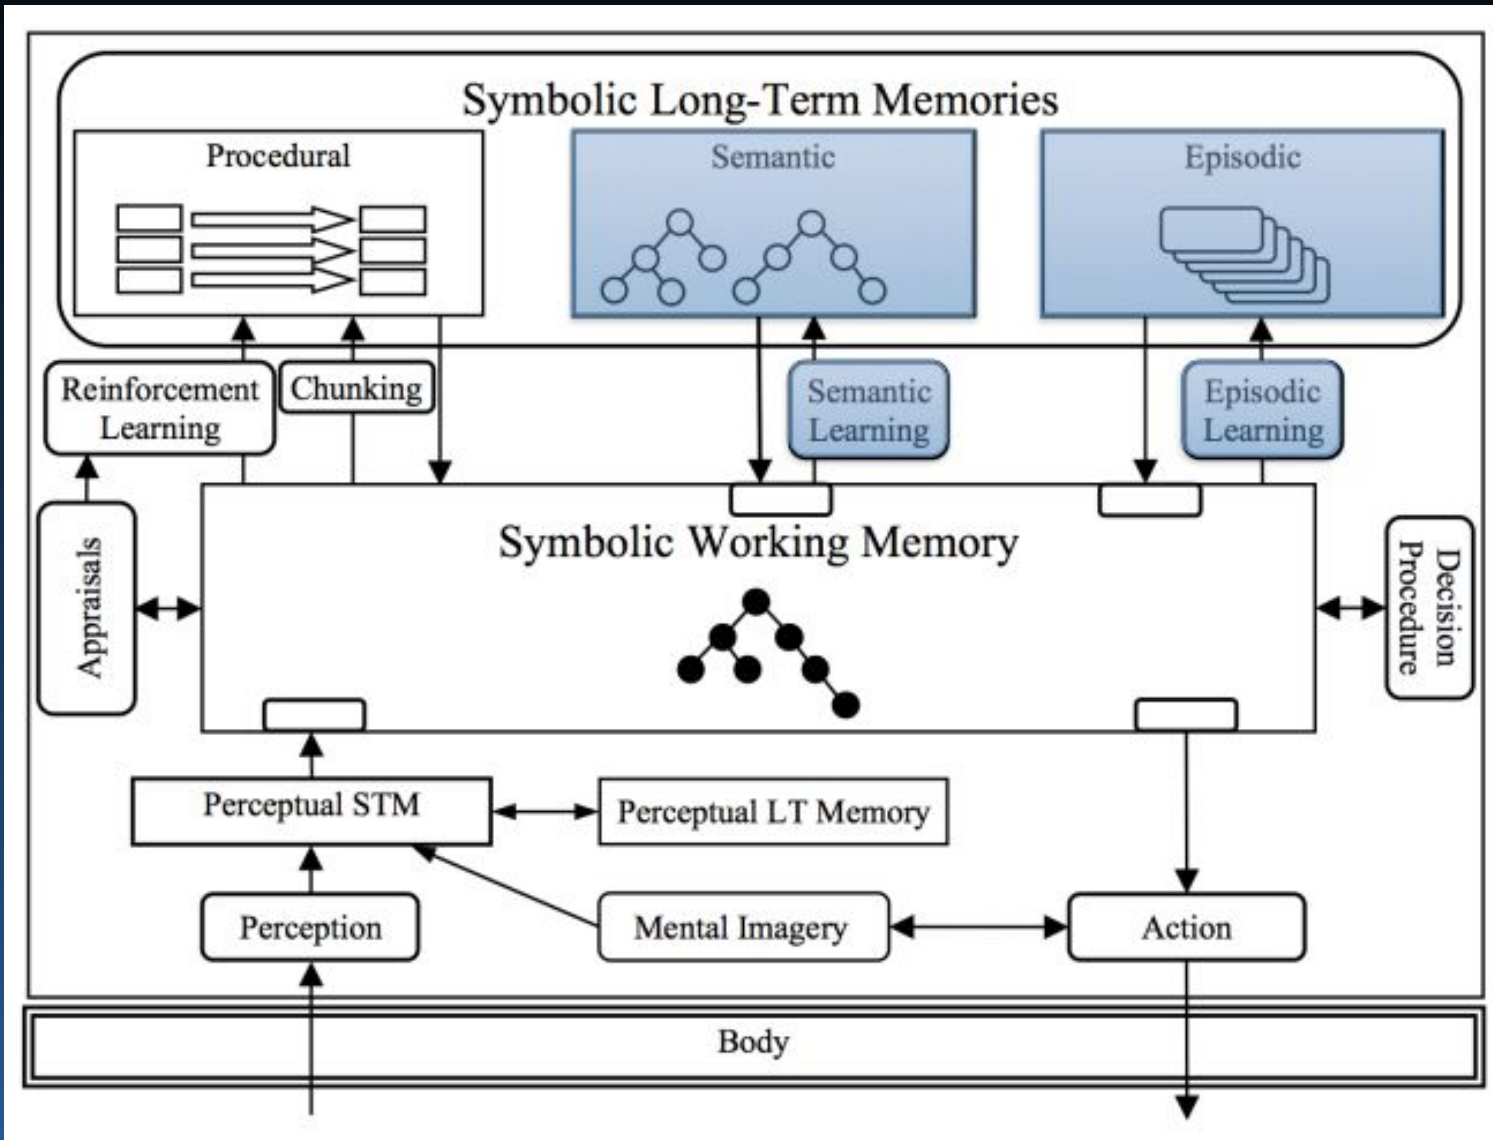 Symbolic Long-Term Memories
Procedural
Semantic
Episodic
Reinforcement
Learning
Chunking
Semantic
Learning
Episodic
Learning
Symbolic Working Memory
Appraisals
Decision
Procedure
Perceptual STM
Perceptual LT Memory
Perception
Mental Imagery
Action
Body